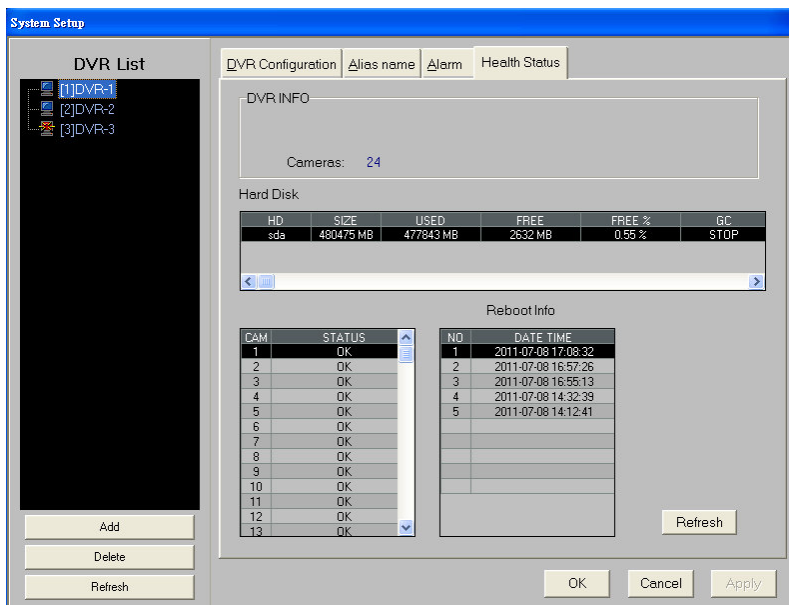 System Setup
DVR List
[1]DVR-1
[2]DVR-2
[3]DVR-3
Add
Delete
Refresh
DVR Configuration Alias name Alarm Health Status
DVR INFO
Cameras: 24
Hard Disk
HD SIZE USED FREE FREE % GC
sda 480475 MB 477843 MB 2632 MB 0.55 % STOP
CAM STATUS
1 OK
2 OK
3 OK
4 OK
5 OK
6 OK
7 OK
8 OK
9 OK
10 OK
11 OK
12 OK
13 OK
Reboot Info
NO DATE TIME
1 2011-07-08 17:08:32
2 2011-07-08 16:57:26
3 2011-07-08 16:55:13
4 2011-07-08 14:32:39
5 2011-07-08 14:12:41
Refresh
OK Cancel Apply